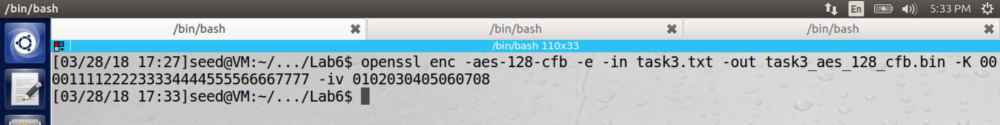 /bin/bash
En
5:33 PM
/bin/bash
/bin/bash
/bin/bash
/bin/bash 110x33
[03/28/18 17:27]seed@VM:~/.../Lab6$ openssl enc -aes-128-cfb -e -in task3.txt -out task3_aes_128_cfb.bin -K 00
001111222233334444555566667777 -iv 0102030405060708
[03/28/18 17:33]seed@VM:~/.../Lab6$